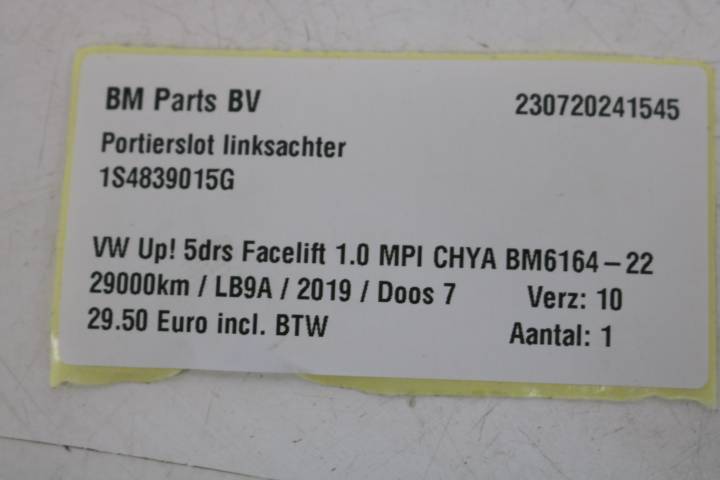 BM Parts BV 230720241545
Portierslot linksachter
1S4839015G
VW Up! 5drs Facelift 1.0 MPI CHYA BM6164-22
29000km / LB9A / 2019 / Doos 7 Verz: 10
29.50 Euro incl. BTW Aantal: 1